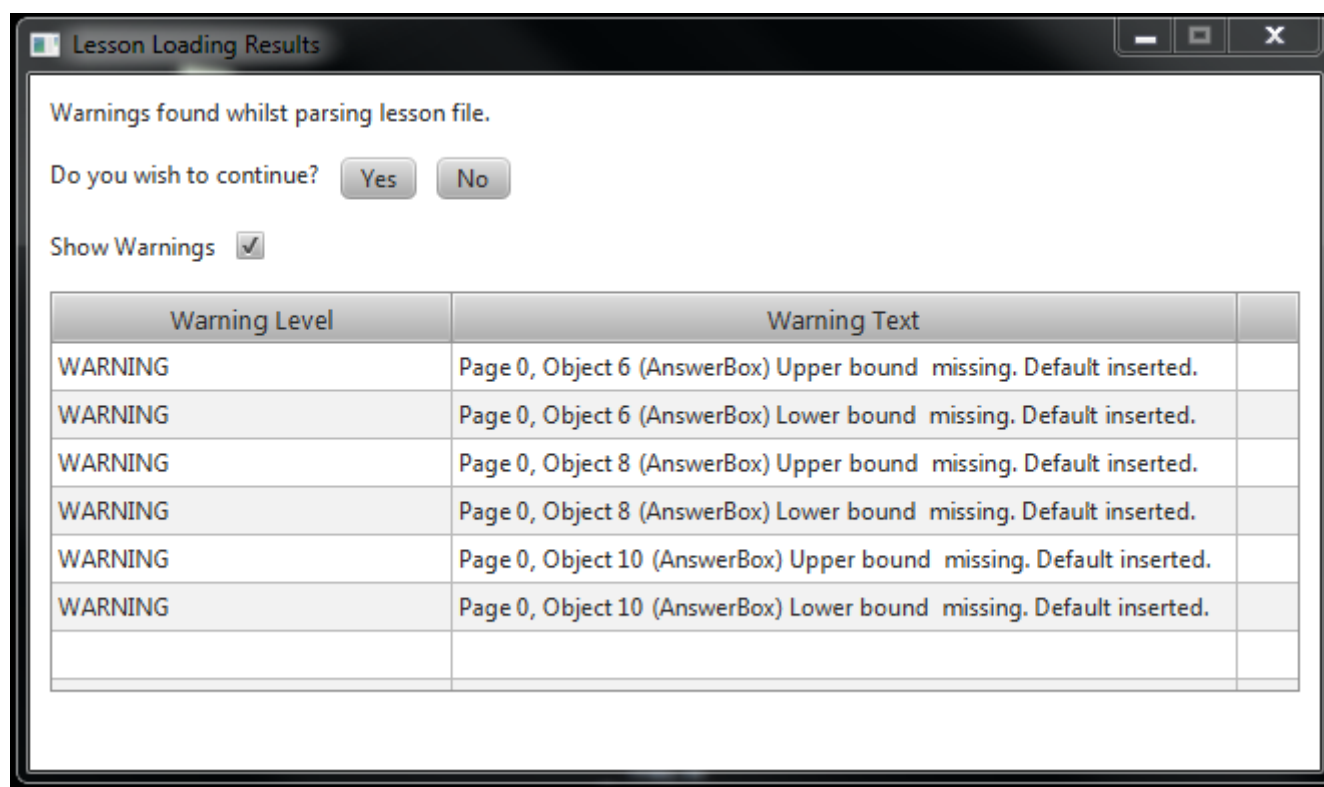 Lesson Loading Results
Warnings found whilst parsing lesson file.
Do you wish to continue? Yes No
Show Warnings
Warning Level Warning Text
WARNING Page 0, Object 6 (AnswerBox) Upper bound  missing. Default inserted.
WARNING Page 0, Object 6 (AnswerBox) Lower bound  missing. Default inserted.
WARNING Page 0, Object 8 (AnswerBox) Upper bound  missing. Default inserted.
WARNING Page 0, Object 8 (AnswerBox) Lower bound  missing. Default inserted.
WARNING Page 0, Object 10 (AnswerBox) Upper bound  missing. Default inserted.
WARNING Page 0, Object 10 (AnswerBox) Lower bound  missing. Default inserted.